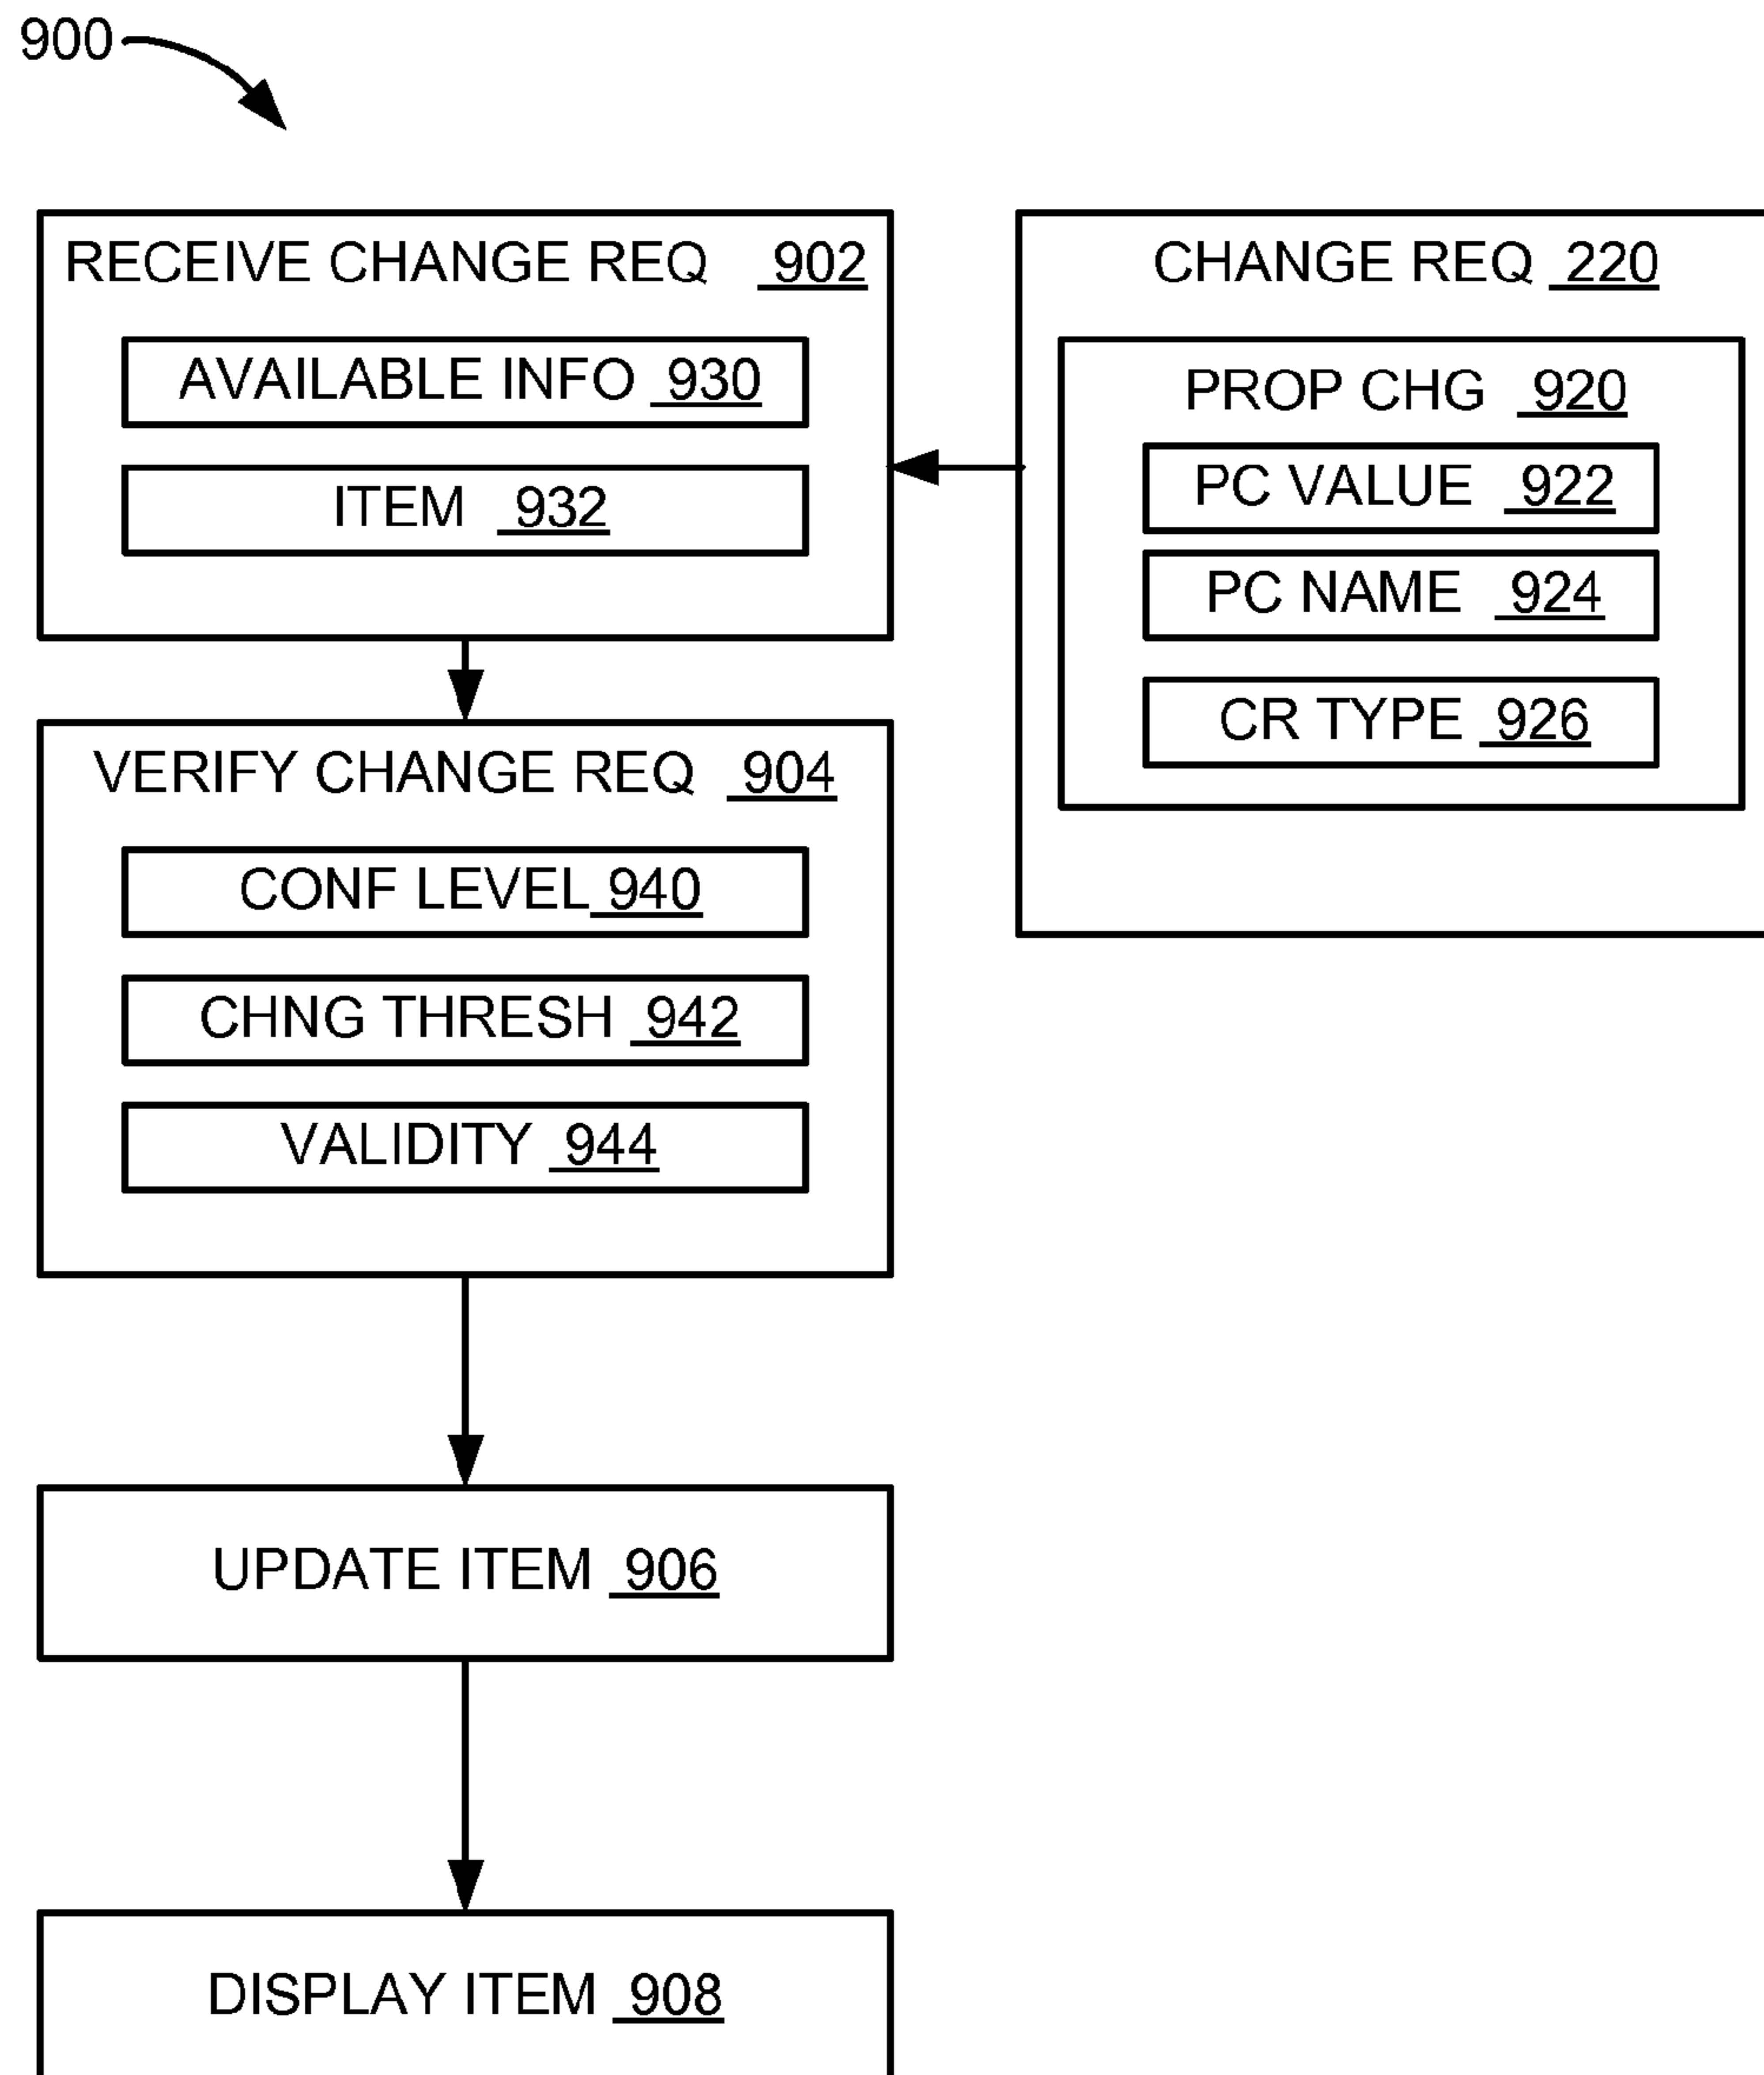 900
RECEIVE CHANGE REQ 902
AVAILABLE INFO 930
ITEM 932
CHANGE REQ 220
PROP CHG 920
PC VALUE 922
PC NAME 924
CR TYPE 926
VERIFY CHANGE REQ 904
CONF LEVEL 940
CHNG THRESH 942
VALIDITY 944
UPDATE ITEM 906
DISPLAY ITEM 908